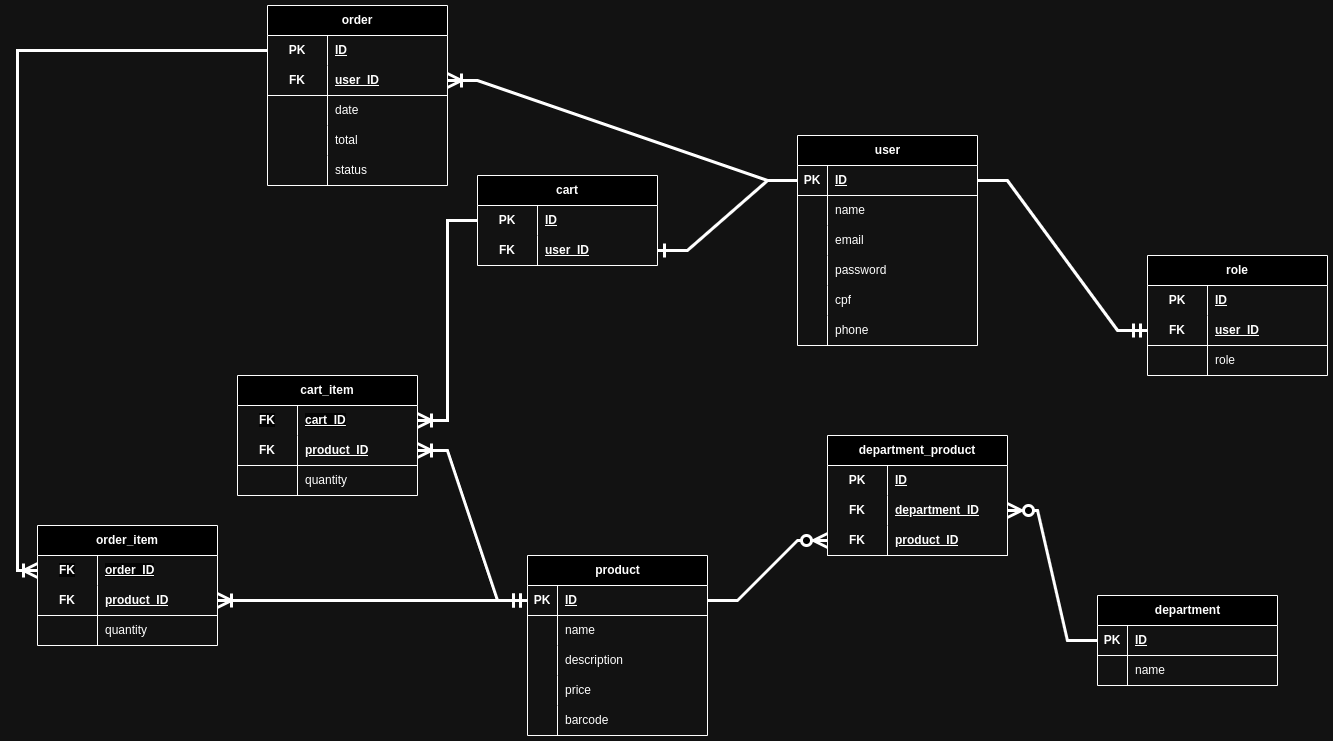 order
PK ID
FK user_ID
date
total
status
user
PK ID
name
email
password
cpf
phone
cart
PK ID
FK user_ID
role
PK ID
FK user_ID
role
cart_item
FK cart_ID
FK product_ID
quantity
department_product
PK ID
FK department_ID
FK product_ID
order_item
FK order_ID
FK product_ID
quantity
product
PK ID
name
description
price
barcode
department
PK ID
name